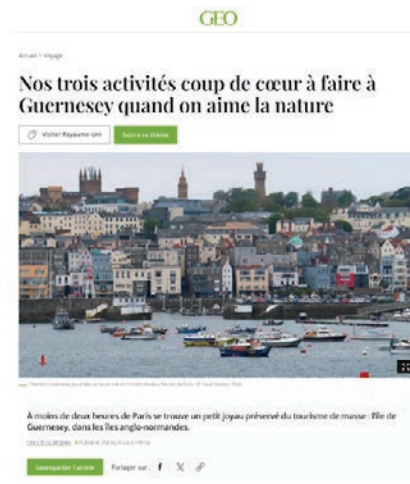 GEO
Accueil > Voyage
Nos trois activités coup de cœur à faire à
Guernesey quand on aime la nature
Visiter Royaume Uni
Suivre ce thème
À moins de deux heures de Paris se trouve un petit joyau préservé du tourisme de masse : l'île de
Guernesey, dans les îles anglo-normandes.
Sauvegarder l'article
Partager sur :